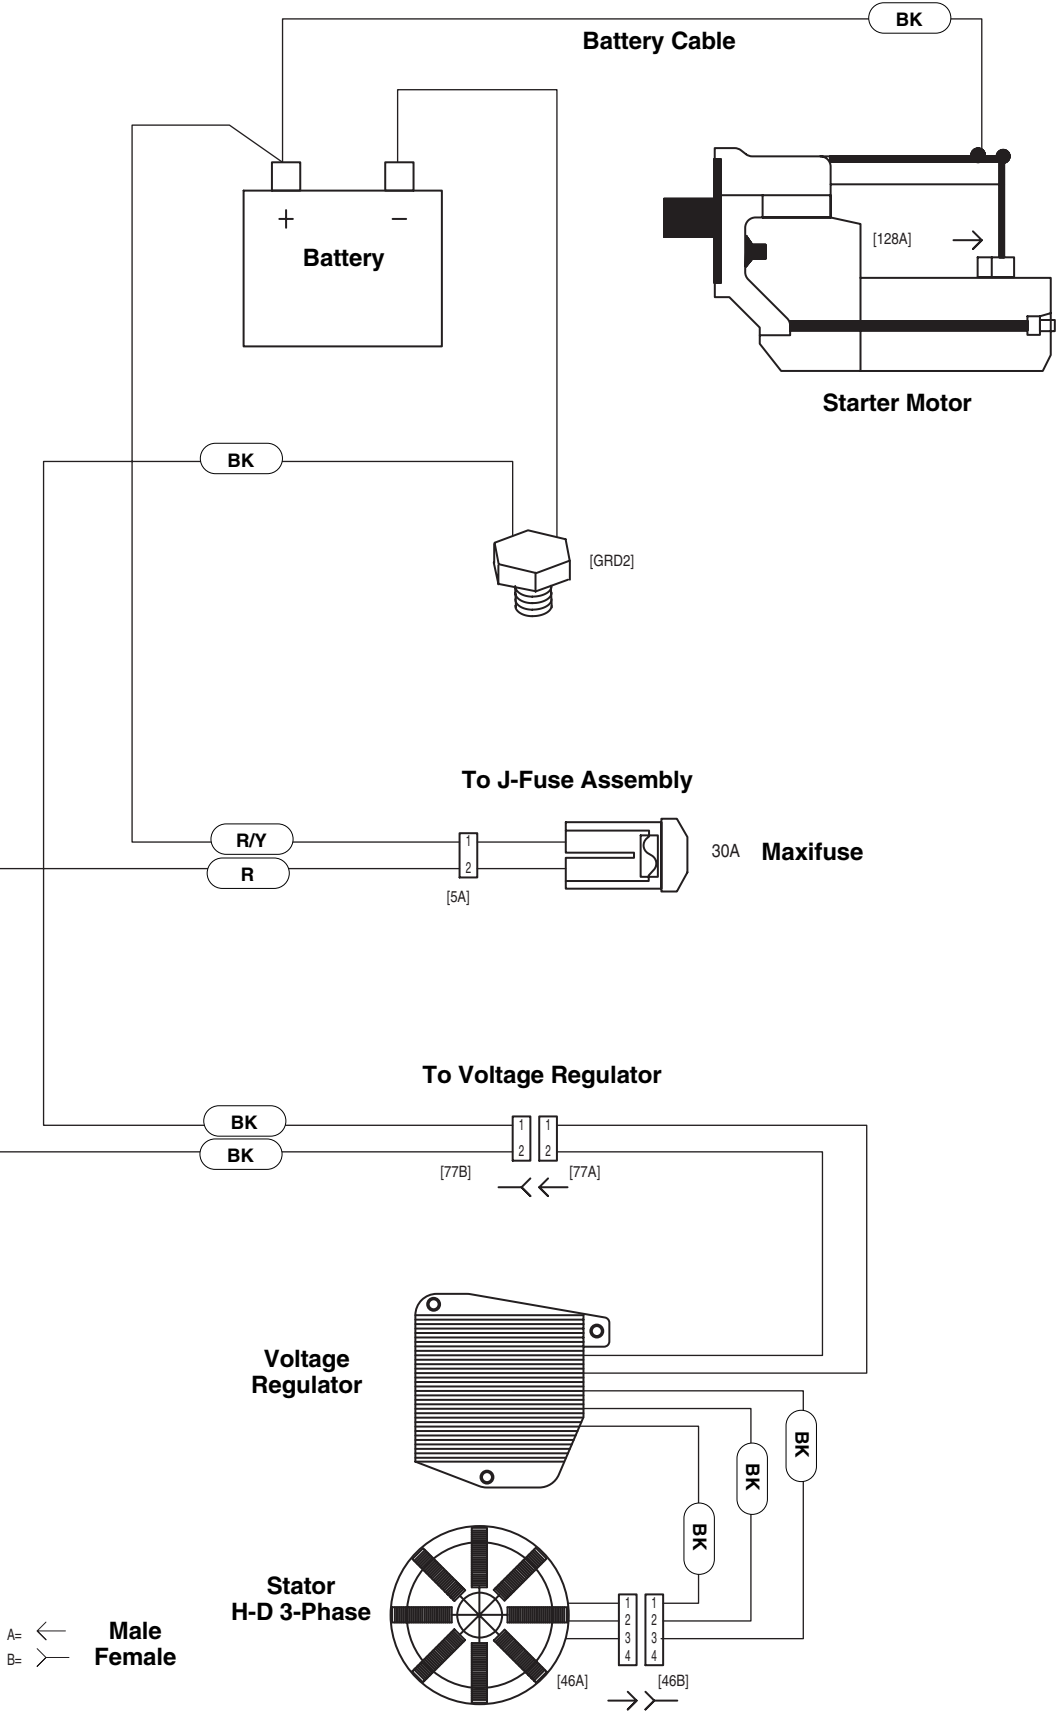 BK
Battery Cable
+ −
Battery
[128A]
Starter Motor
BK
[GRD2]
To J-Fuse Assembly
R/Y
1
R
2
30A Maxifuse
[5A]
To Voltage Regulator
BK
1 1
BK
2 2
[77B] [77A]
Voltage
Regulator
BK
BK
BK
Stator
H-D 3-Phase
1 1
2 2
3 3
4 4
[46A] [46B]
A= Male
B= Female